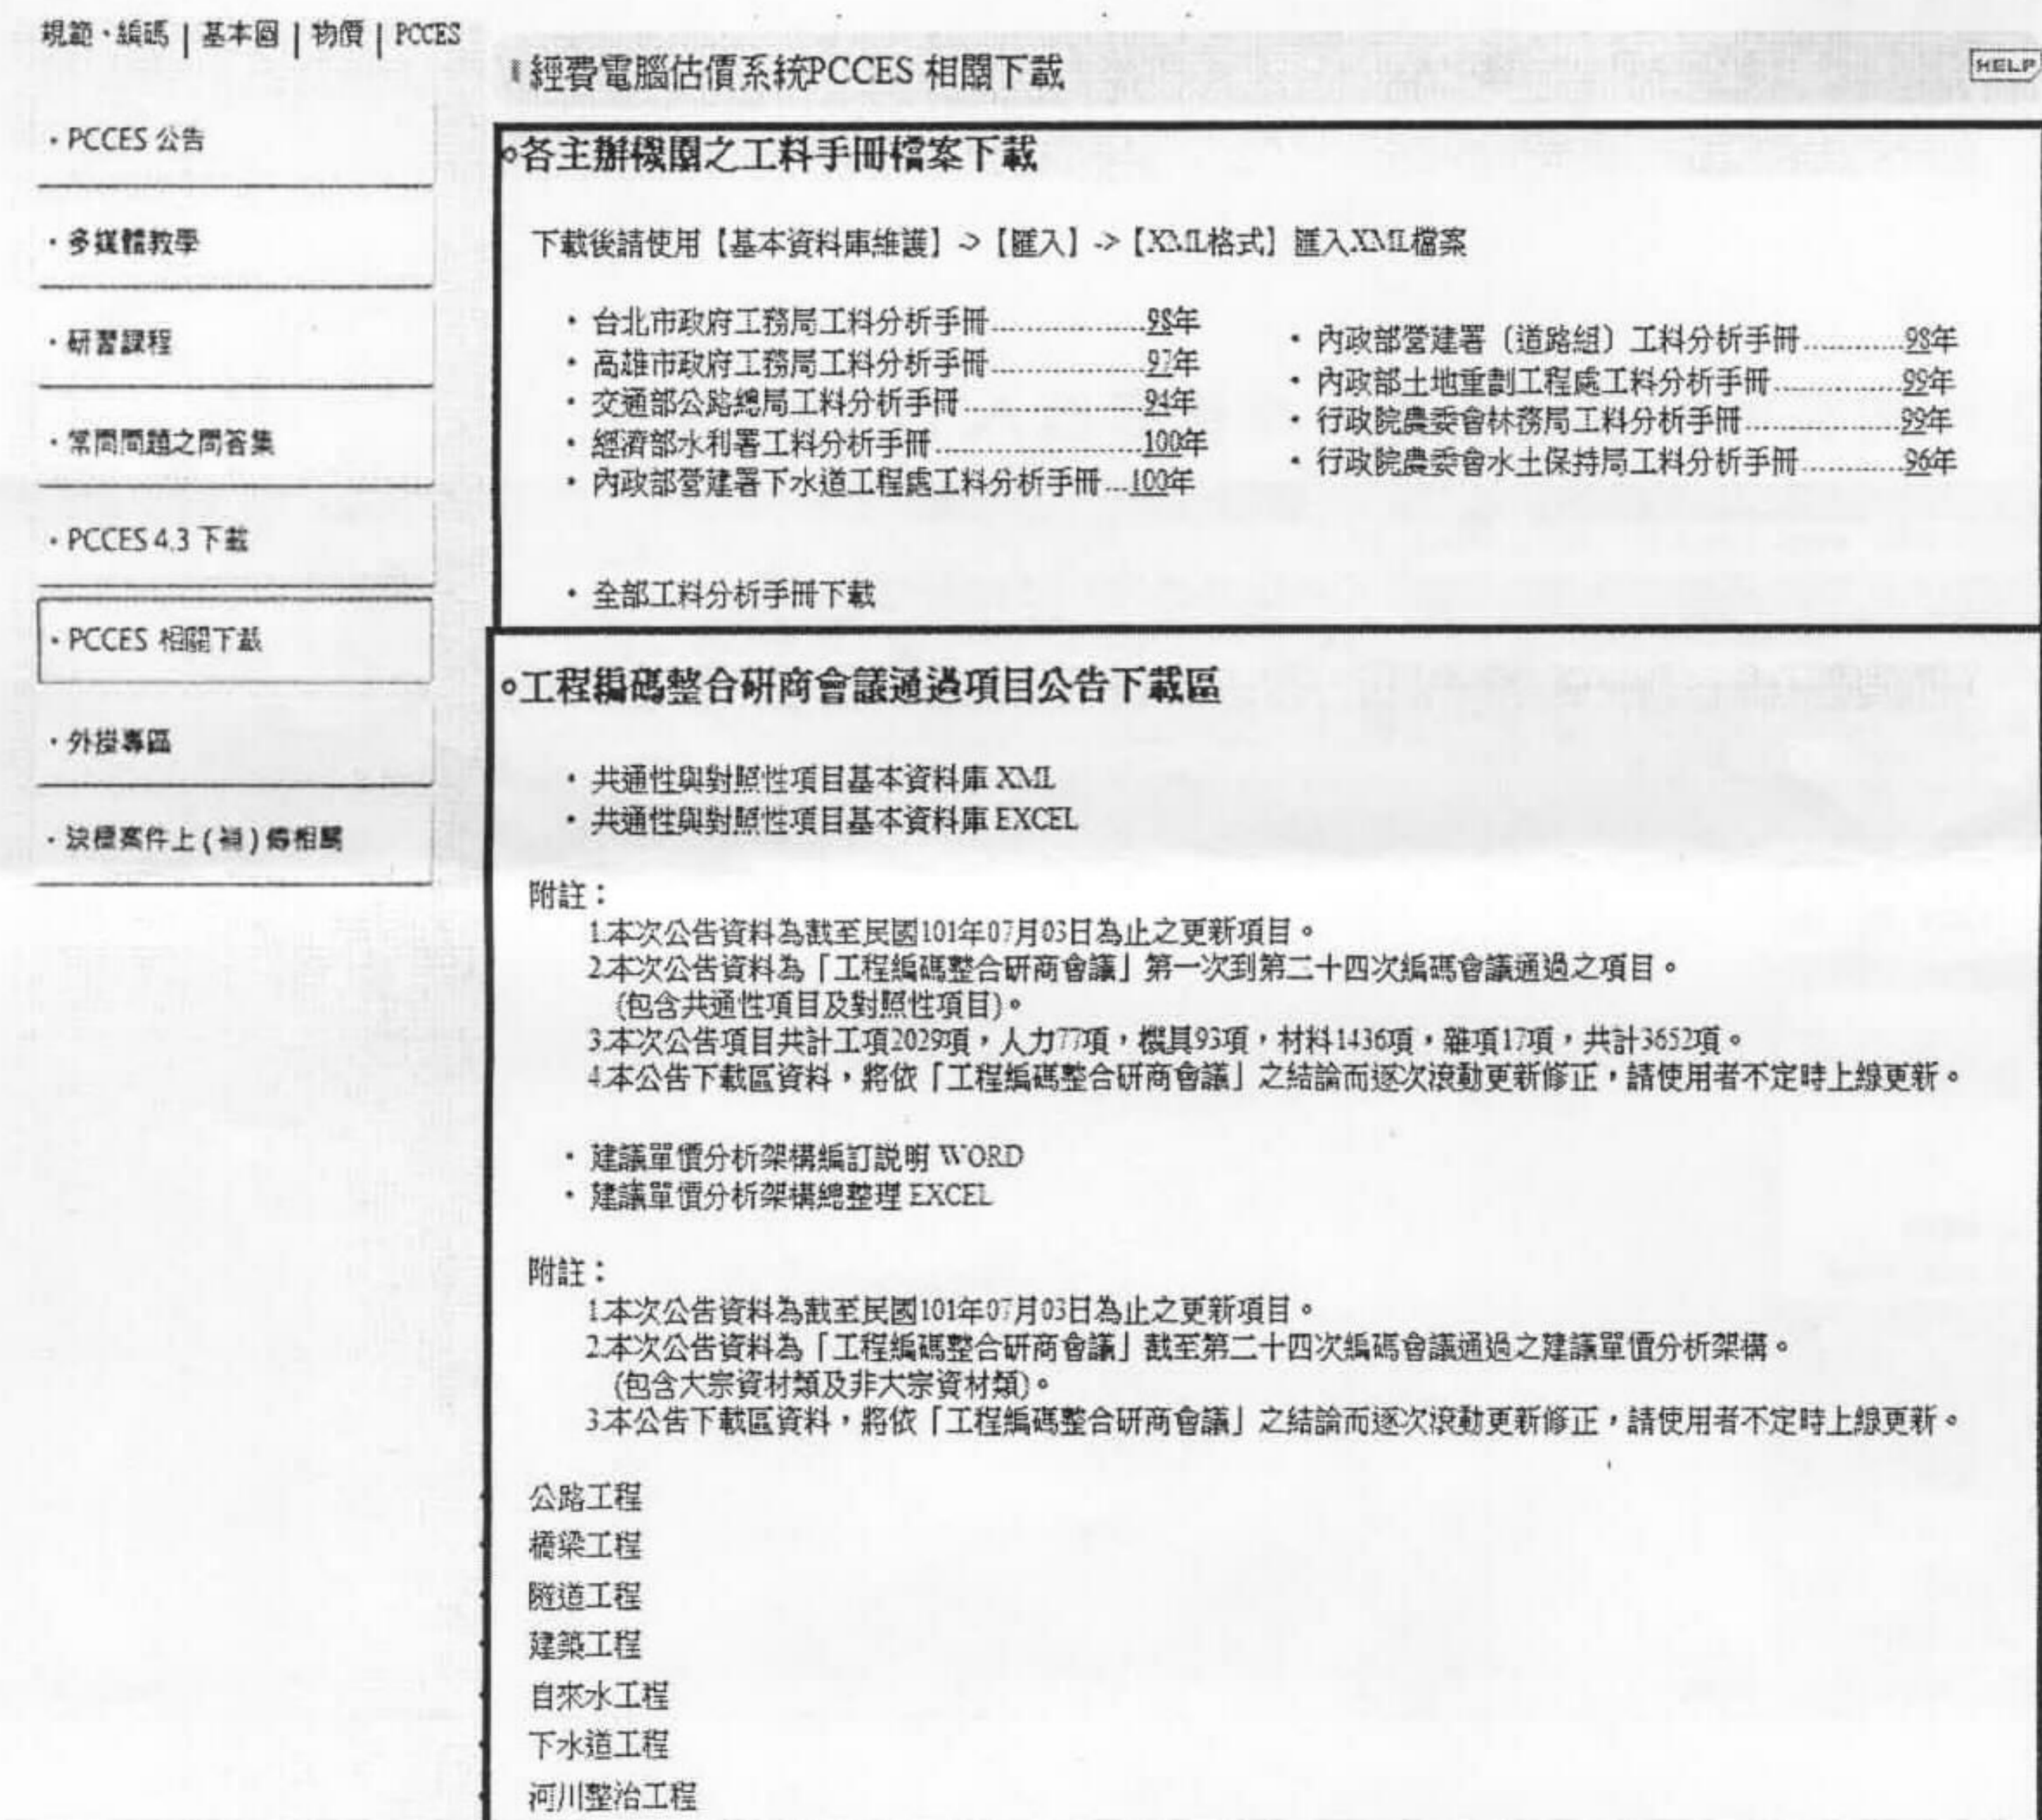 規範、編碼 | 基本圖 | 物價 | PCCES
經費電腦估價系統PCCES 相關下載
HELP
・PCCES 公告
・多媒體教學
・研習課程
・常問問題之問答集
・PCCES 4.3 下載
・PCCES 相關下載
・外掛專區
・決標案件上(補)傳相關
各主辦機關之工料手冊檔案下載
下載後請使用【基本資料庫維護】->【匯入】->【XML格式】匯入XML檔案
・台北市政府工務局工料分析手冊..................98年
・高雄市政府工務局工料分析手冊..................97年
・交通部公路總局工料分析手冊.....................94年
・經濟部水利署工料分析手冊........................100年
・內政部營建署下水道工程處工料分析手冊...100年
・內政部營建署〔道路組〕工料分析手冊............98年
・內政部土地重劃工程處工料分析手冊...............99年
・行政院農委會林務局工料分析手冊..................99年
・行政院農委會水土保持局工料分析手冊............96年
・全部工料分析手冊下載
工程編碼整合研商會議通過項目公告下載區
・共通性與對照性項目基本資料庫 XML
・共通性與對照性項目基本資料庫 EXCEL
附註：
1.本次公告資料為截至民國101年07月03日為止之更新項目。
2.本次公告資料為「工程編碼整合研商會議」第一次到第二十四次編碼會議通過之項目。
(包含共通性項目及對照性項目)。
3.本次公告項目共計工項2029項，人力77項，機具93項，材料1436項，雜項17項，共計3652項。
4.本公告下載區資料，將依「工程編碼整合研商會議」之結論而逐次滾動更新修正，請使用者不定時上線更新。
・建議單價分析架構編訂說明 WORD
・建議單價分析架構總整理 EXCEL
附註：
1.本次公告資料為截至民國101年07月03日為止之更新項目。
2.本次公告資料為「工程編碼整合研商會議」截至第二十四次編碼會議通過之建議單價分析架構。
(包含大宗資材類及非大宗資材類)。
3.本公告下載區資料，將依「工程編碼整合研商會議」之結論而逐次滾動更新修正，請使用者不定時上線更新。
公路工程
橋梁工程
隧道工程
建築工程
自來水工程
下水道工程
河川整治工程